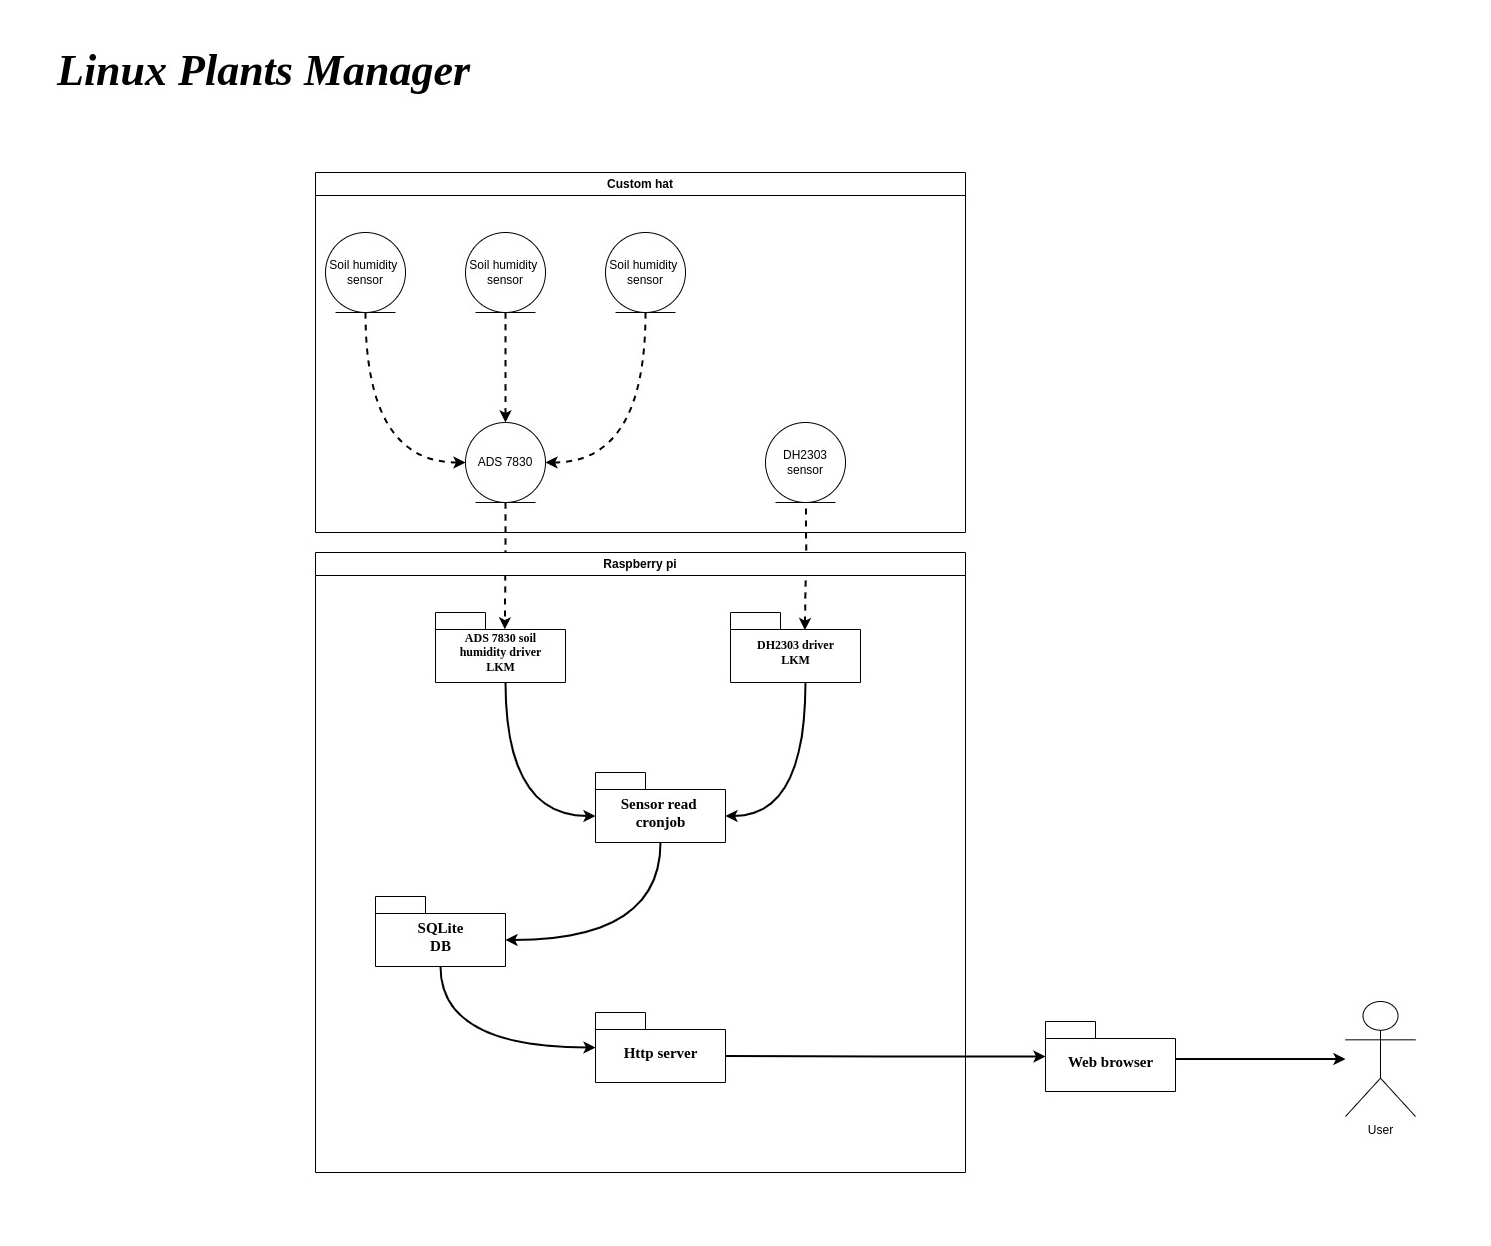 Linux Plants Manager
Custom hat
Soil humidity
sensor
Soil humidity
sensor
Soil humidity
sensor
ADS 7830
DH2303
sensor
Raspberry pi
ADS 7830 soil
humidity driver
LKM
DH2303 driver
LKM
Sensor read
cronjob
SQLite
DB
Http server
Web browser
User